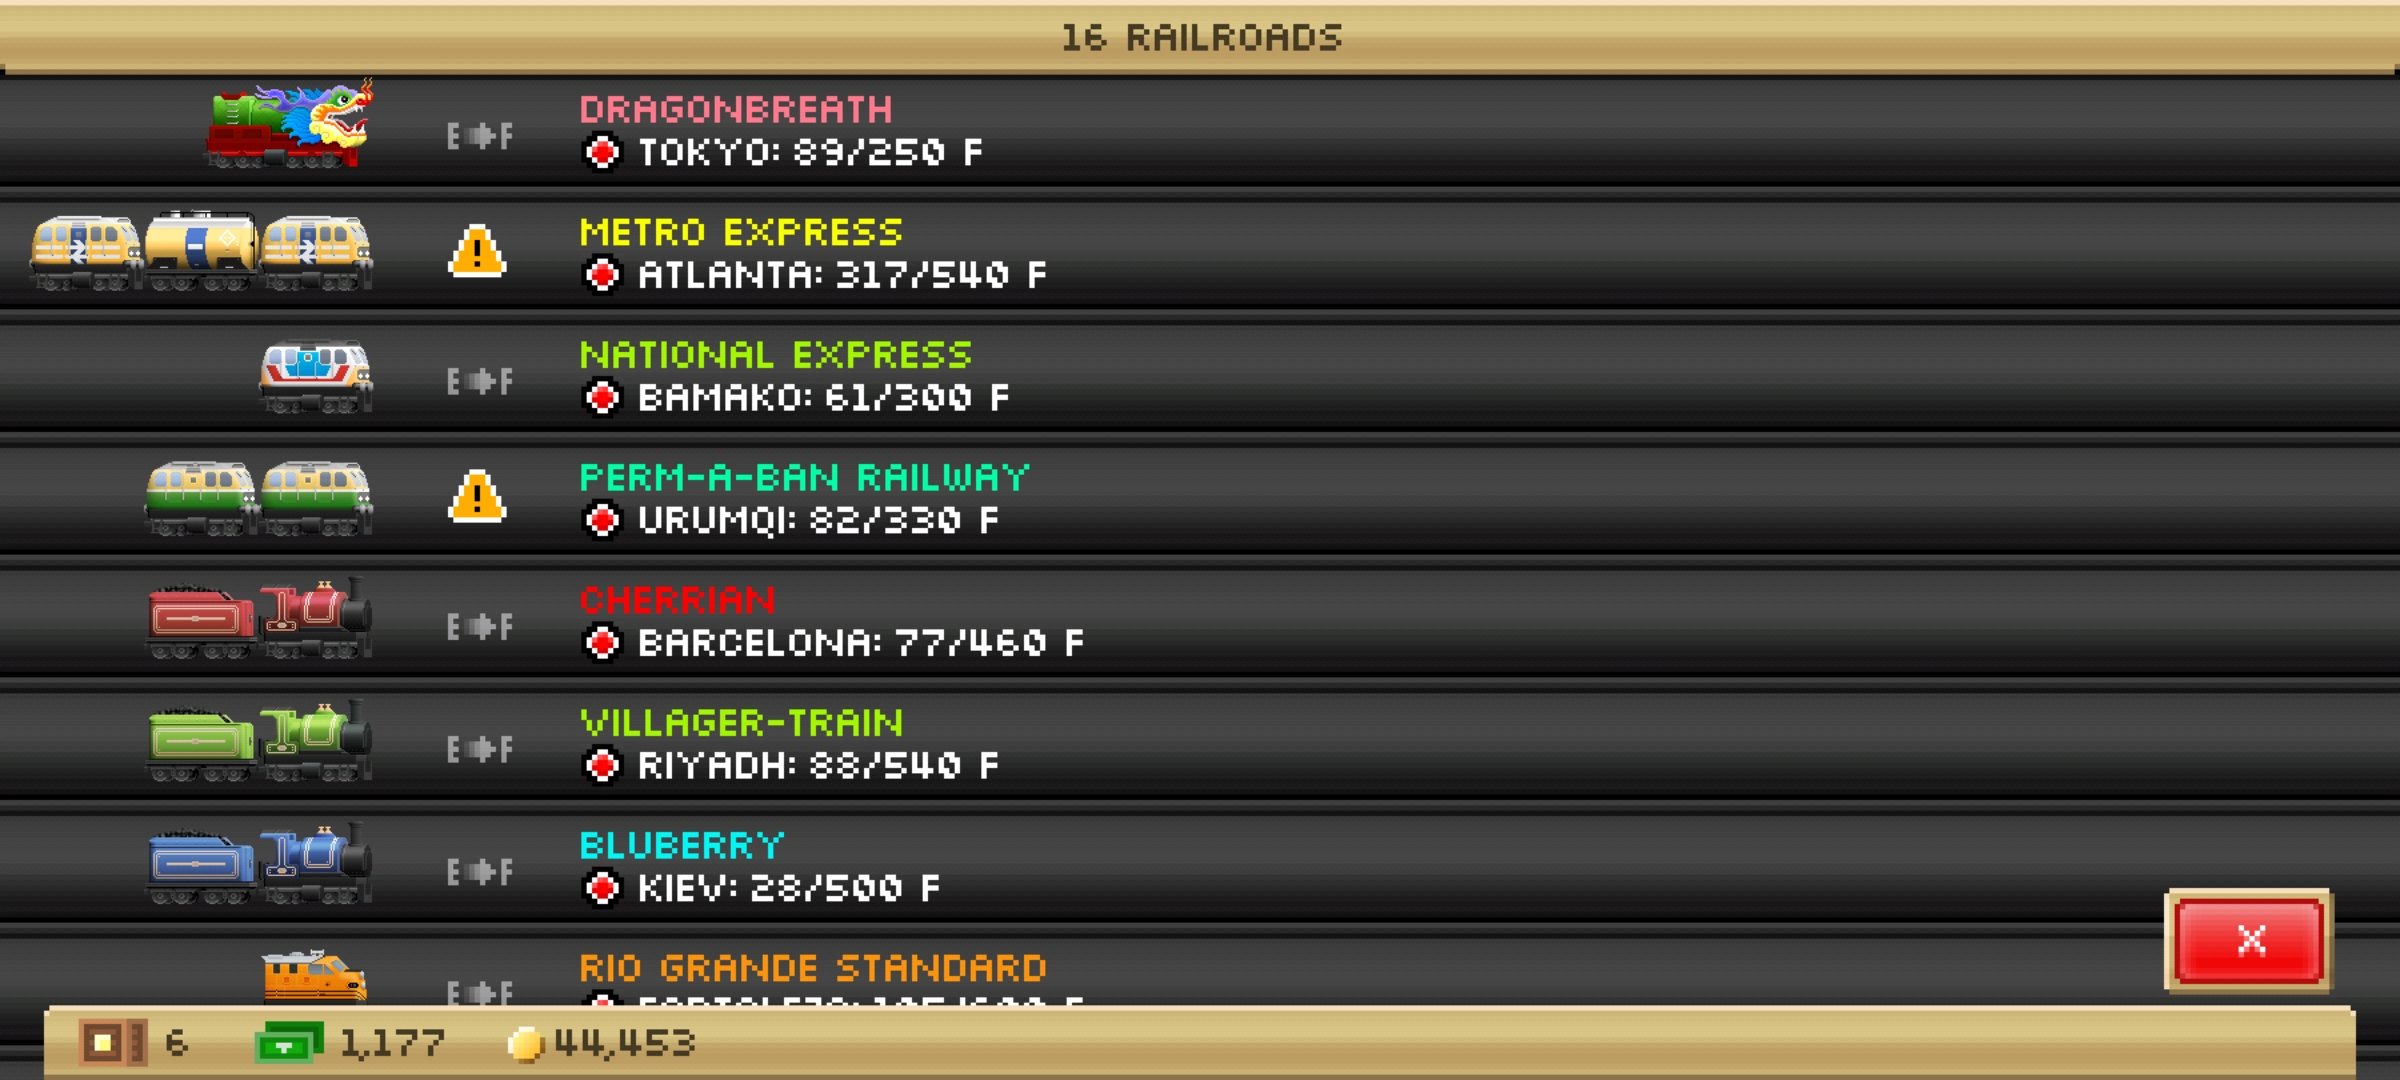 16 RAILROADS
E F
DRAGONBREATH
TOKYO: 89/250 F
!
METRO EXPRESS
ATLANTA: 317/540 F
E F
NATIONAL EXPRESS
BAMAKO: 61/300 F
!
PERM-A-BAN RAILWAY
URUMQI: 82/330 F
E F
CHERRIAN
BARCELONA: 77/460 F
E F
VILLAGER-TRAIN
RIYADH: 88/540 F
E F
BLUBERRY
KIEV: 28/500 F
X
E F
RIO GRANDE STANDARD
6 1,177 44,453